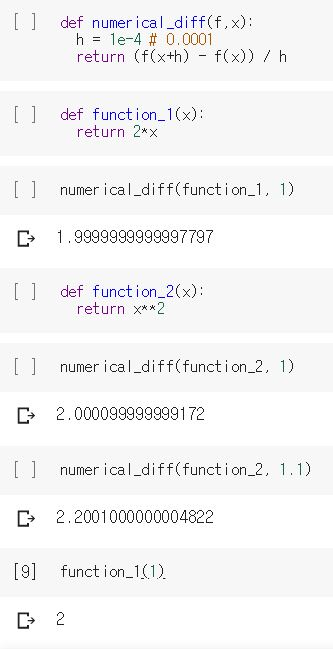 [ ] def numerical_diff(f,x):
h = 1e-4 # 0.0001
return (f(x+h) - f(x)) / h
[ ] def function_1(x):
return 2*x
[ ] numerical_diff(function_1, 1)
1.9999999999997797
[ ] def function_2(x):
return x**2
[ ] numerical_diff(function_2, 1)
2.000099999999172
[ ] numerical_diff(function_2, 1.1)
2.2001000000004822
[9] function_1(1)
2